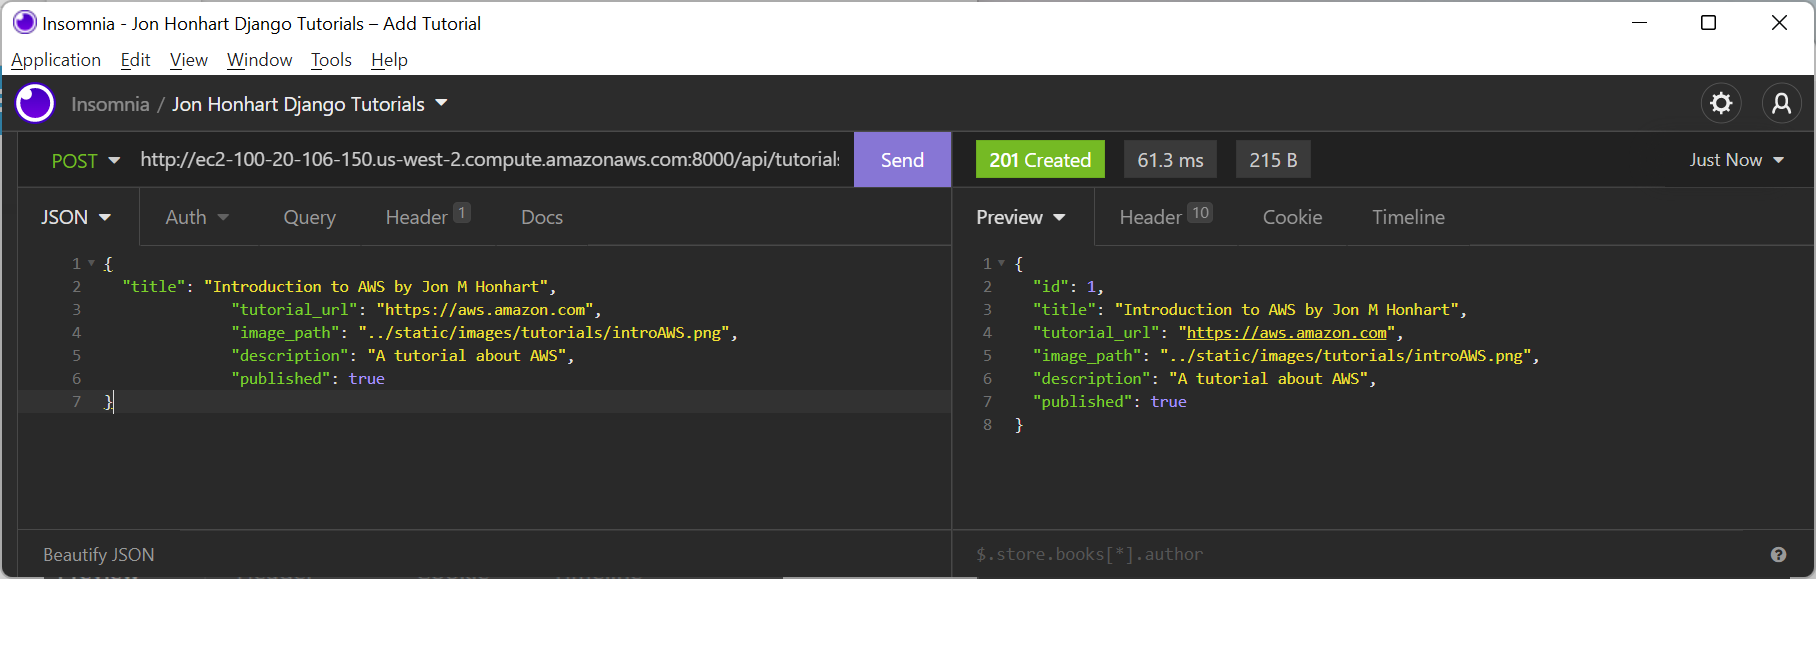 Insomnia - Jon Honhart Django Tutorials – Add Tutorial
Application Edit View Window Tools Help
Insomnia / Jon Honhart Django Tutorials
POST http://ec2-100-20-106-150.us-west-2.compute.amazonaws.com:8000/api/tutorial Send
201 Created 61.3 ms 215 B Just Now
JSON Auth Query Header 1 Docs
Preview Header 10 Cookie Timeline
1 {
2 "title": "Introduction to AWS by Jon M Honhart",
3 "tutorial_url": "https://aws.amazon.com",
4 "image_path": "../static/images/tutorials/introAWS.png",
5 "description": "A tutorial about AWS",
6 "published": true
7 }
1 {
2 "id": 1,
3 "title": "Introduction to AWS by Jon M Honhart",
4 "tutorial_url": "https://aws.amazon.com",
5 "image_path": "../static/images/tutorials/introAWS.png",
6 "description": "A tutorial about AWS",
7 "published": true
8 }
Beautify JSON
$.store.books[*].author